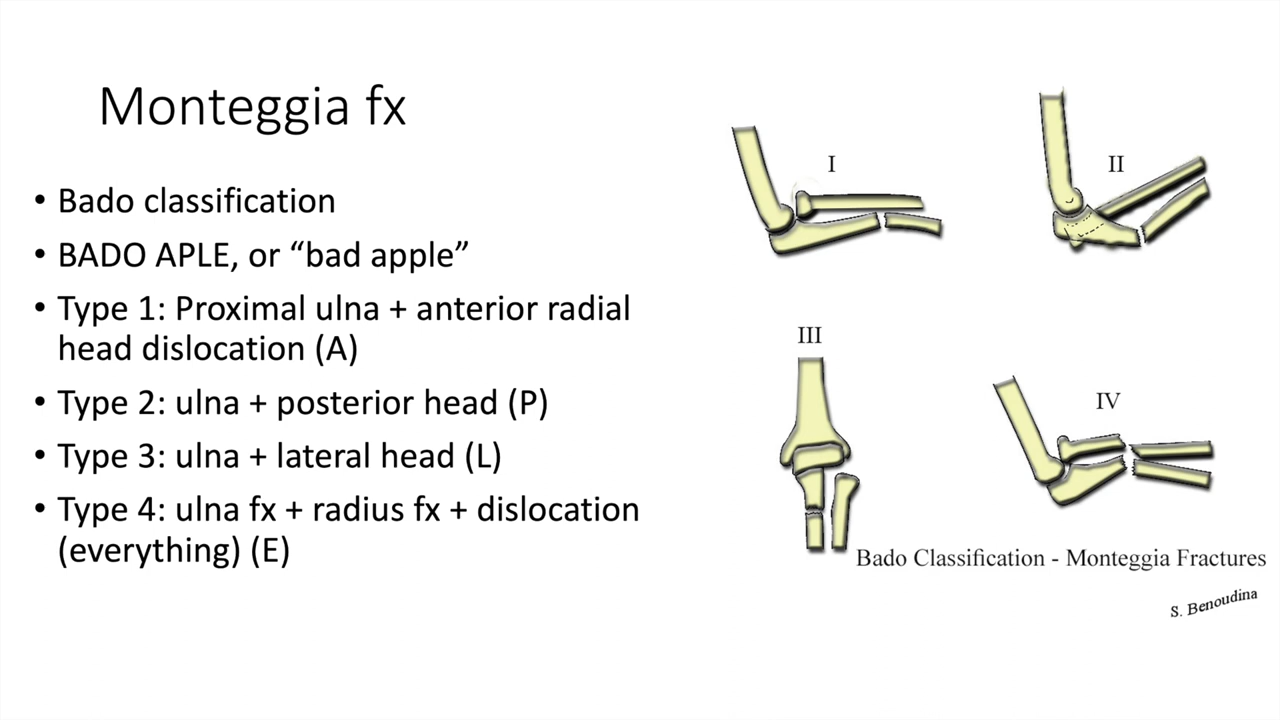 Monteggia fx
• Bado classification
• BADO APLE, or “bad apple”
• Type 1: Proximal ulna + anterior radial
head dislocation (A)
• Type 2: ulna + posterior head (P)
• Type 3: ulna + lateral head (L)
• Type 4: ulna fx + radius fx + dislocation
(everything) (E)
I
II
III
IV
Bado Classification - Monteggia Fractures
S. Benoudina